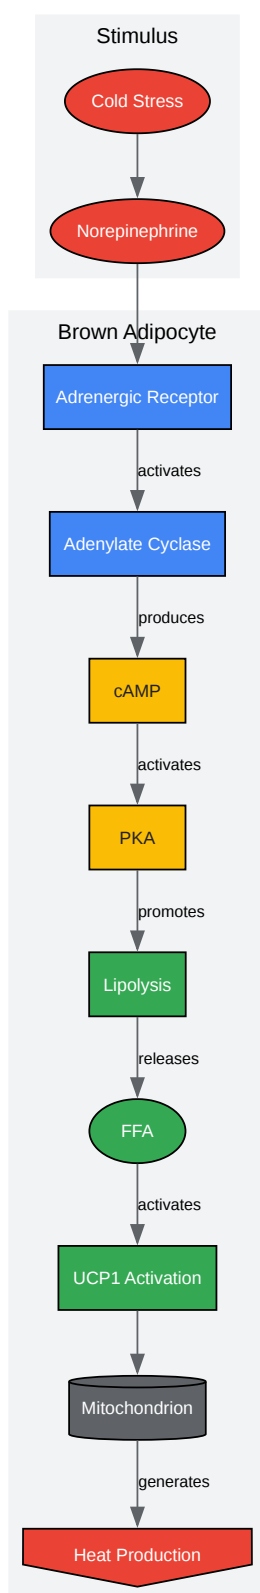 Stimulus
Cold Stress
Norepinephrine
Brown Adipocyte
Adrenergic Receptor
activates
Adenylate Cyclase
produces
cAMP
activates
PKA
promotes
Lipolysis
releases
FFA
activates
UCP1 Activation
Mitochondrion
generates
Heat Production